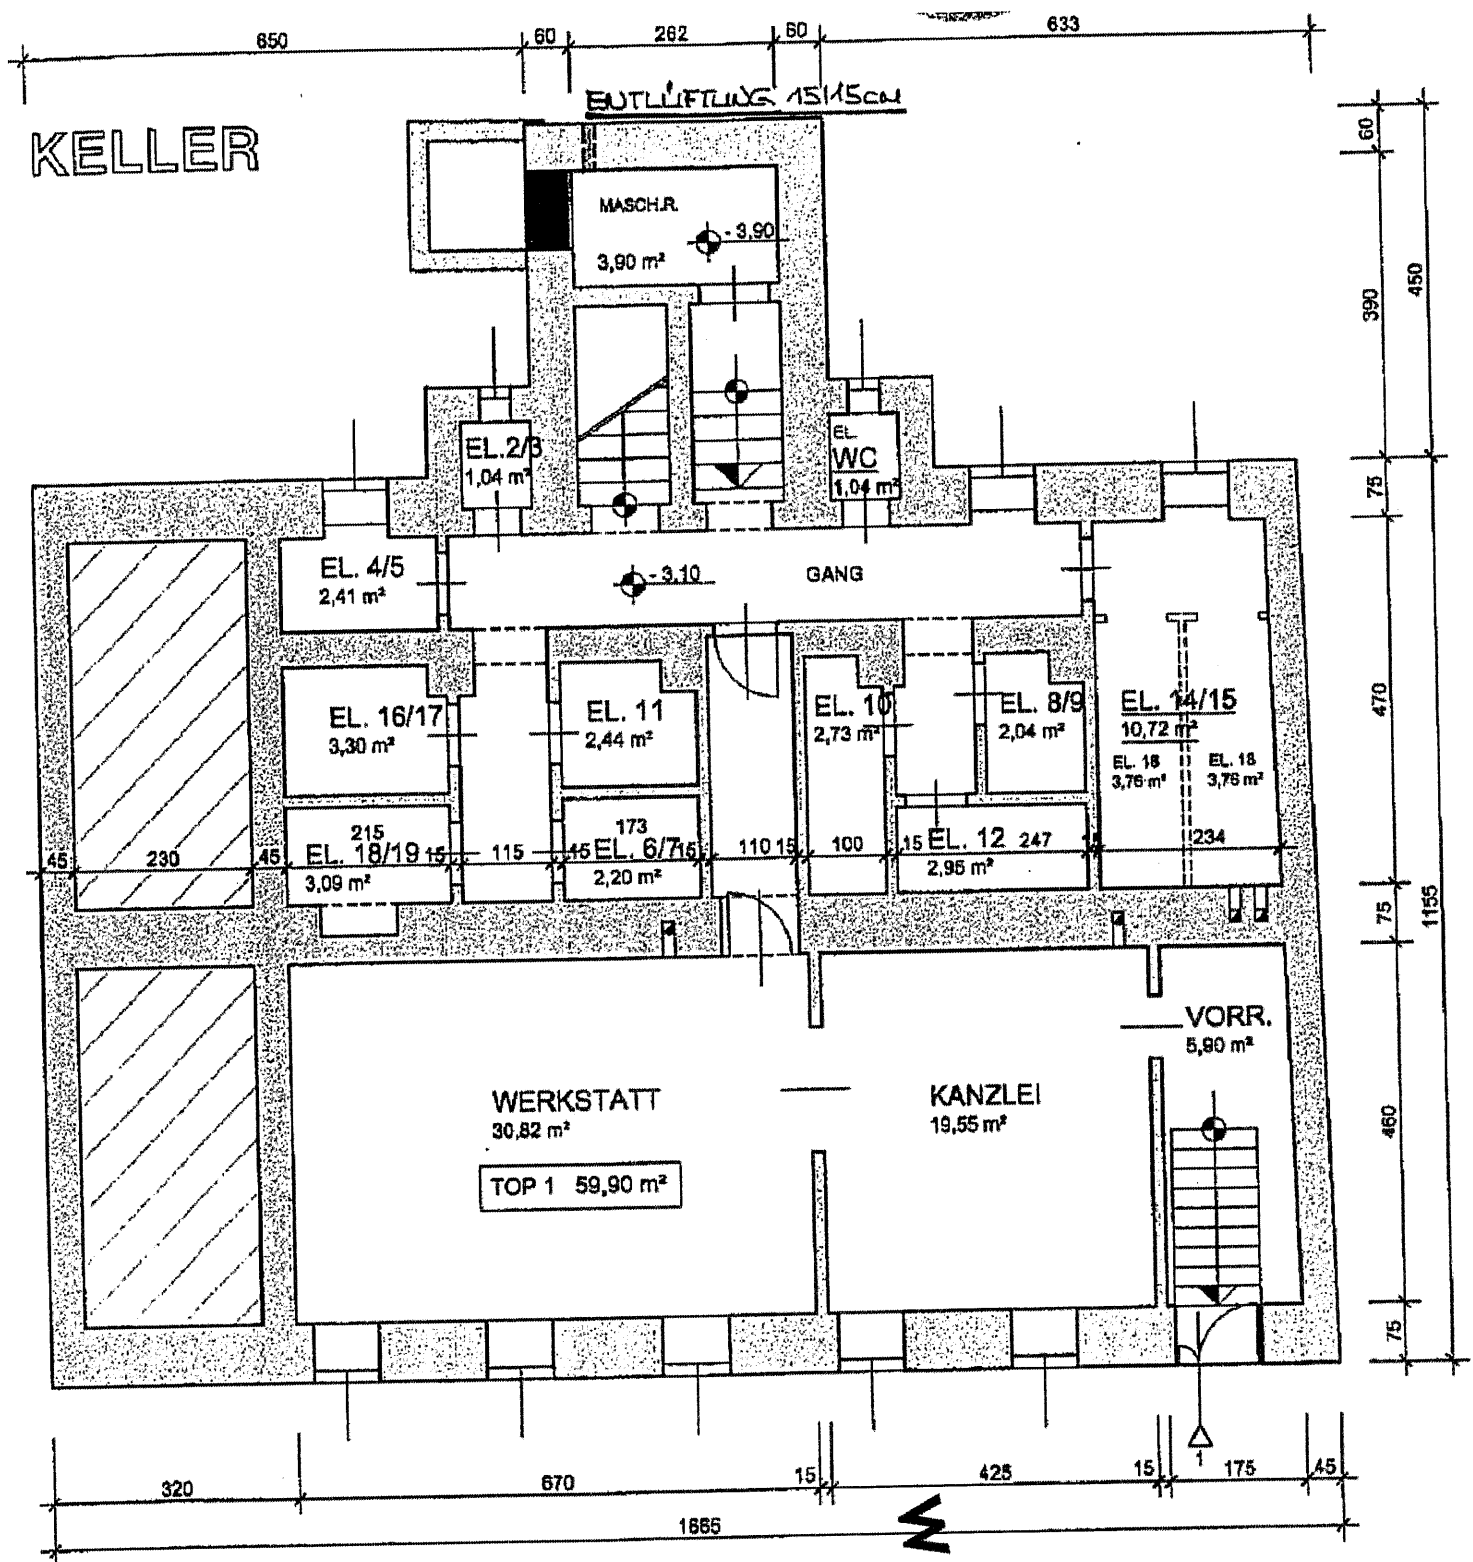 650
60
262
60
633
ENTLÜFTUNG 15/15cm
KELLER
60
MASCH.R.
- 3,90
3,90 m²
390
450
EL.2/3
1,04 m²
EL.
WC
1,04 m²
75
EL. 4/5
2,41 m²
- 3,10
GANG
EL. 16/17
3,30 m²
EL. 11
2,44 m²
EL. 10
2,73 m²
EL. 8/9
2,04 m²
EL. 14/15
10,72 m²
EL. 18
3,76 m²
EL. 18
3,76 m²
470
45
230
45
215
EL. 18/19
3,09 m²
15
115
15
173
EL. 6/7
2,20 m²
15
110
15
100
15
EL. 12
2,95 m²
247
15
234
75
1155
WERKSTATT
30,82 m²
TOP 1 59,90 m²
KANZLEI
19,55 m²
VORR.
5,90 m²
460
75
1
320
670
15
425
15
175
45
1665